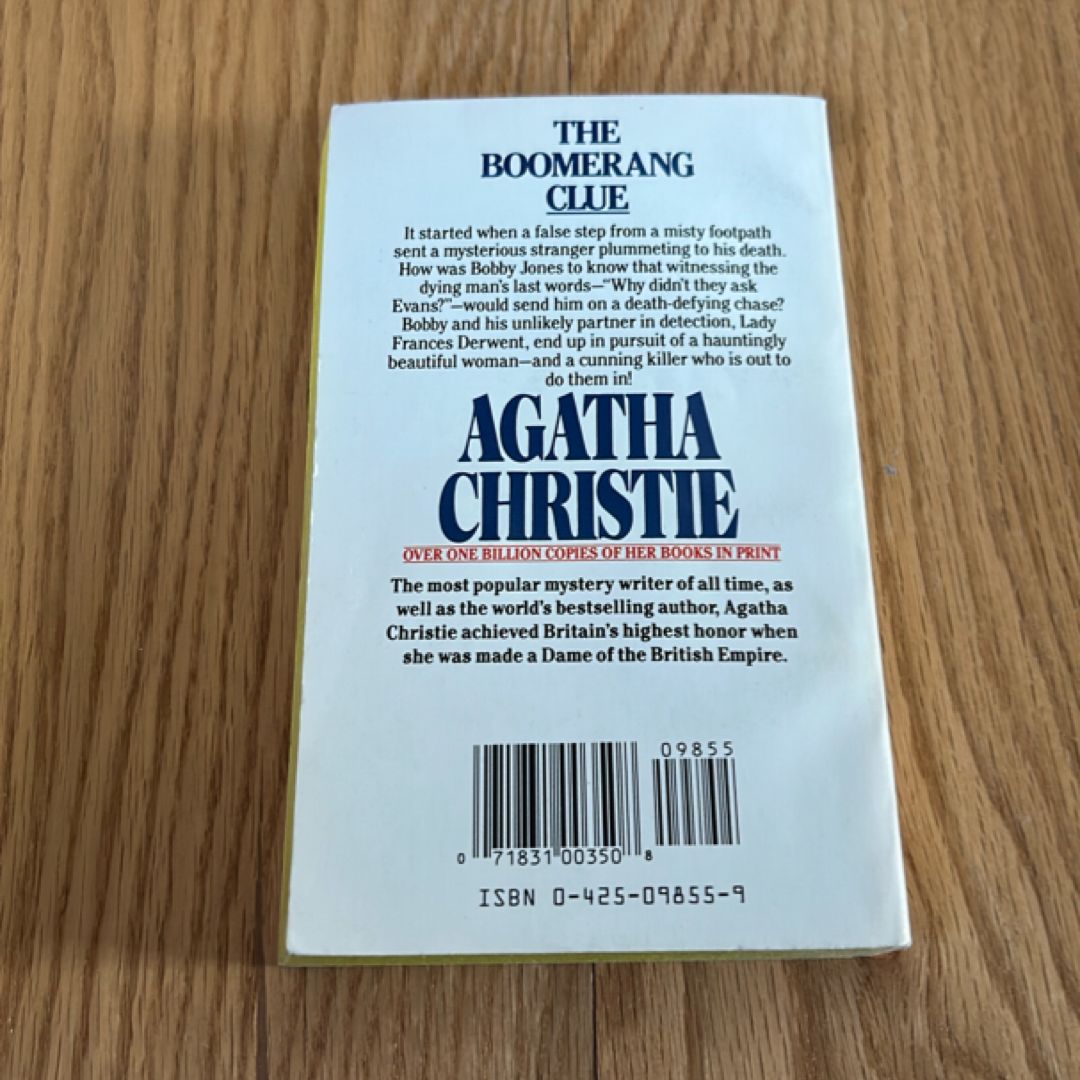 THE
BOOMERANG
CLUE
It started when a false step from a misty footpath
sent a mysterious stranger plummeting to his death.
How was Bobby Jones to know that witnessing the
dying man's last words—"Why didn't they ask
Evans?"—would send him on a death-defying chase?
Bobby and his unlikely partner in detection, Lady
Frances Derwent, end up in pursuit of a hauntingly
beautiful woman—and a cunning killer who is out to
do them in!
AGATHA
CHRISTIE
OVER ONE BILLION COPIES OF HER BOOKS IN PRINT
The most popular mystery writer of all time, as
well as the world's bestselling author, Agatha
Christie achieved Britain's highest honor when
she was made a Dame of the British Empire.
09855
0 71831 00350 8
ISBN 0-425-09855-9